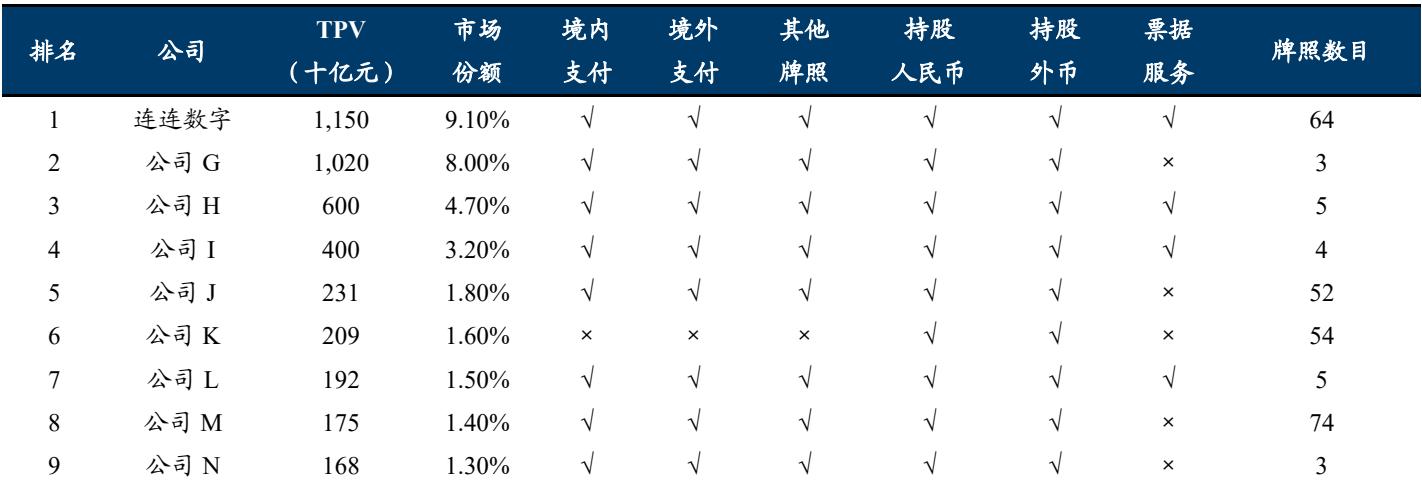 排名 公司 TPV（十亿元） 市场份额 境内支付 境外支付 其他牌照 持股人民币 持股外币 票据服务 牌照数目
1 连连数字 1,150 9.10% √ √ √ √ √ √ 64
2 公司 G 1,020 8.00% √ √ √ √ √ × 3
3 公司 H 600 4.70% √ √ √ √ √ √ 5
4 公司 I 400 3.20% √ √ √ √ √ √ 4
5 公司 J 231 1.80% √ √ √ √ √ × 52
6 公司 K 209 1.60% × × × √ √ × 54
7 公司 L 192 1.50% √ √ √ √ √ √ 5
8 公司 M 175 1.40% √ √ √ √ √ × 74
9 公司 N 168 1.30% √ √ √ √ √ × 3